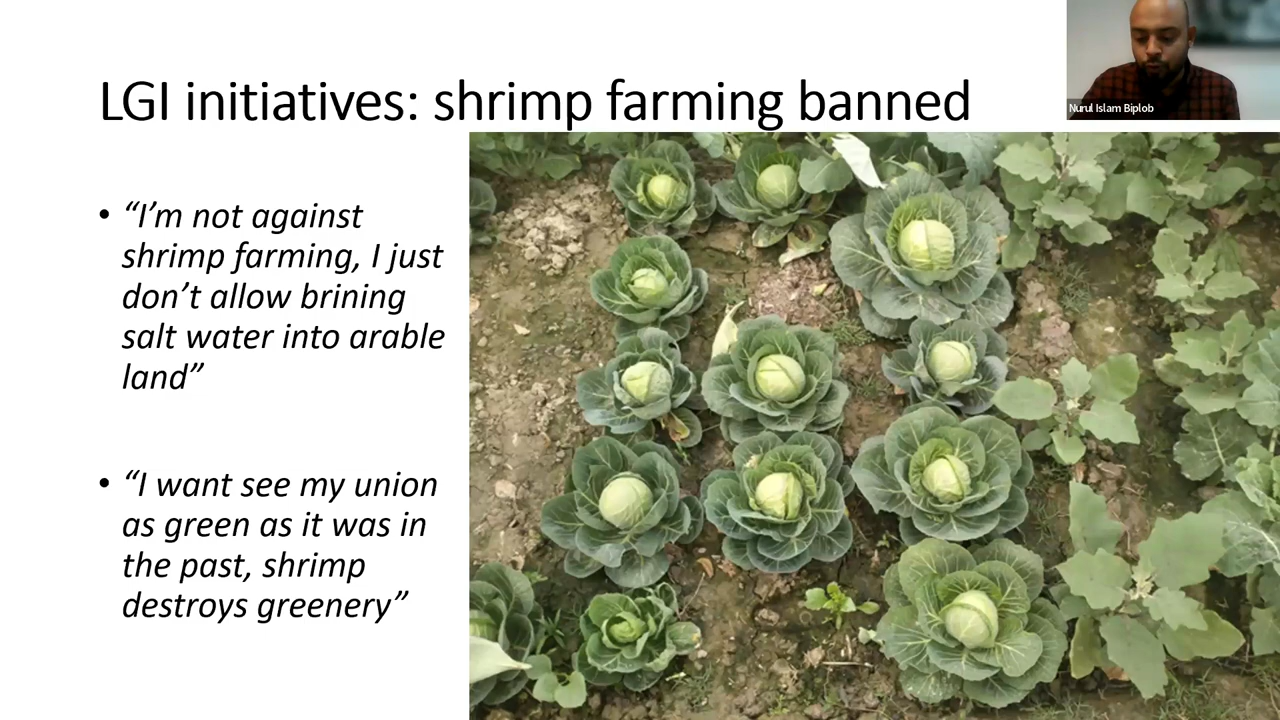 LGI initiatives: shrimp farming banned
Nurul Islam Biplob
• “I’m not against
shrimp farming, I just
don’t allow brining
salt water into arable
land”
• “I want see my union
as green as it was in
the past, shrimp
destroys greenery”